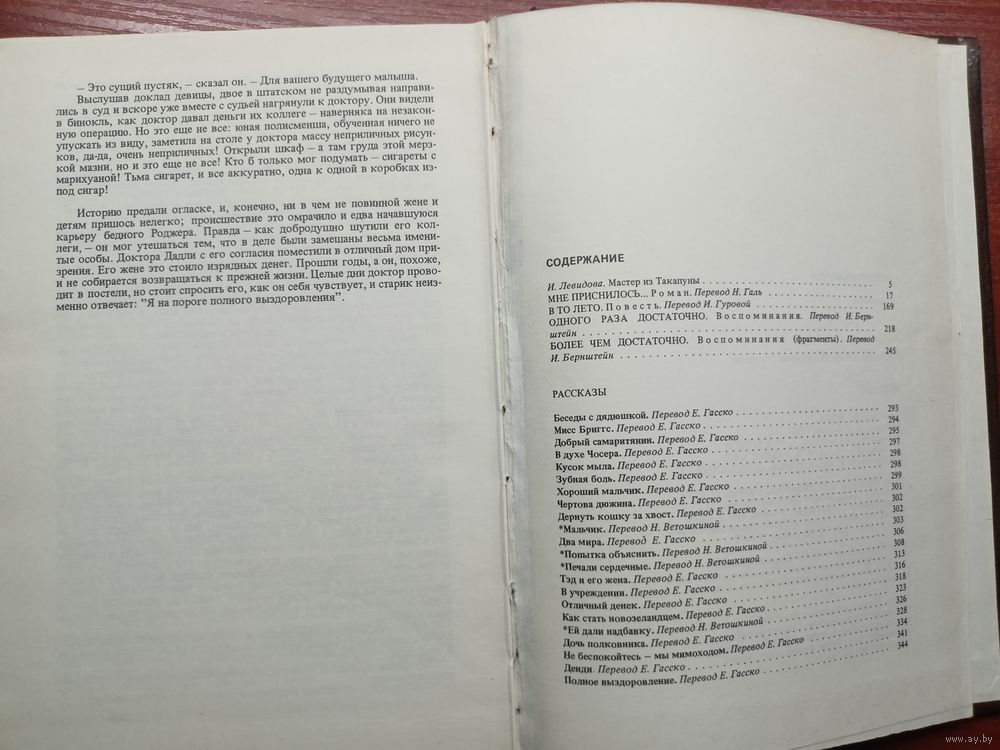 — Это сущий пустяк, — сказал он. — Для вашего будущего малыша.
Выслушав доклад девицы, двое в штатском не раздумывая направи-
лись в суд и вскоре уже вместе с судьей нагрянули к доктору. Они видели
в бинокль, как доктор давал деньги их коллеге — наверняка на незакон-
ную операцию. Но это еще не все: юная полисменша, обученная ничего не
упускать из виду, заметила на столе у доктора массу неприличных рисун-
ков, да-да, очень неприличных! Открыли шкаф — а там груда этой мерз-
кой мазни, но и это еще не все! Кто б только мог подумать — сигареты с
марихуаной! Тьма сигарет, и все аккуратно, одна к одной в коробках из-
под сигар!
Историю предали огласке, и, конечно, ни в чем не повинной жене и
детям пришлось нелегко; происшествие это омрачило и едва начавшуюся
карьеру бедного Роджера. Правда — как добродушно шутили его кол-
леги, — он мог утешаться тем, что в деле были замешаны весьма имени-
тые особы. Доктора Дадли с его согласия поместили в отличный дом при-
зрения. Его жене это стоило изрядных денег. Прошли годы, а он, похоже,
и не собирается возвращаться к прежней жизни. Целые дни доктор прово-
дит в постели, но стоит спросить его, как он себя чувствует, и старик неиз-
менно отвечает: "Я на пороге полного выздоровления".
СОДЕРЖАНИЕ
И. Левидова. Мастер из Такапуны 5
МНЕ ПРИСНИЛОСЬ... Роман. Перевод Н. Галь 17
В ТО ЛЕТО. Повесть. Перевод И. Гуровой 169
ОДНОГО РАЗА ДОСТАТОЧНО. Воспоминания. Перевод И. Берн-
штейн 218
БОЛЕЕ ЧЕМ ДОСТАТОЧНО. Воспоминания (фрагменты). Перевод
И. Бернштейн 245
РАССКАЗЫ
Беседы с дядюшкой. Перевод Е. Гасско 293
Мисс Бриггс. Перевод Е. Гасско 294
Добрый самаритянин. Перевод Е. Гасско 295
В духе Чосера. Перевод Е. Гасско 297
Кусок мыла. Перевод Е. Гасско 298
Зубная боль. Перевод Е. Гасско 298
Хороший мальчик. Перевод Е. Гасско 299
Чертова дюжина. Перевод Е. Гасско 301
Дернуть кошку за хвост. Перевод Е. Гасско 302
*Мальчик. Перевод Н. Ветошкиной 302
Два мира. Перевод Е. Гасско 303
*Попытка объяснить. Перевод Н. Ветошкиной 306
*Печали сердечные. Перевод Н. Ветошкиной 308
Тэд и его жена. Перевод Е. Гасско 313
В учреждении. Перевод Е. Гасско 316
Отличный денек. Перевод Е. Гасско 318
Как стать новозеландцем. Перевод Е. Гасско 323
*Ей дали надбавку. Перевод Н. Ветошкиной 326
Дочь полковника. Перевод Е. Гасско 328
Не беспокойтесь — мы мимоходом. Перевод Е. Гасско 334
Денди. Перевод Е. Гасско 341
Полное выздоровление. Перевод Е. Гасско 344
www.ay.by